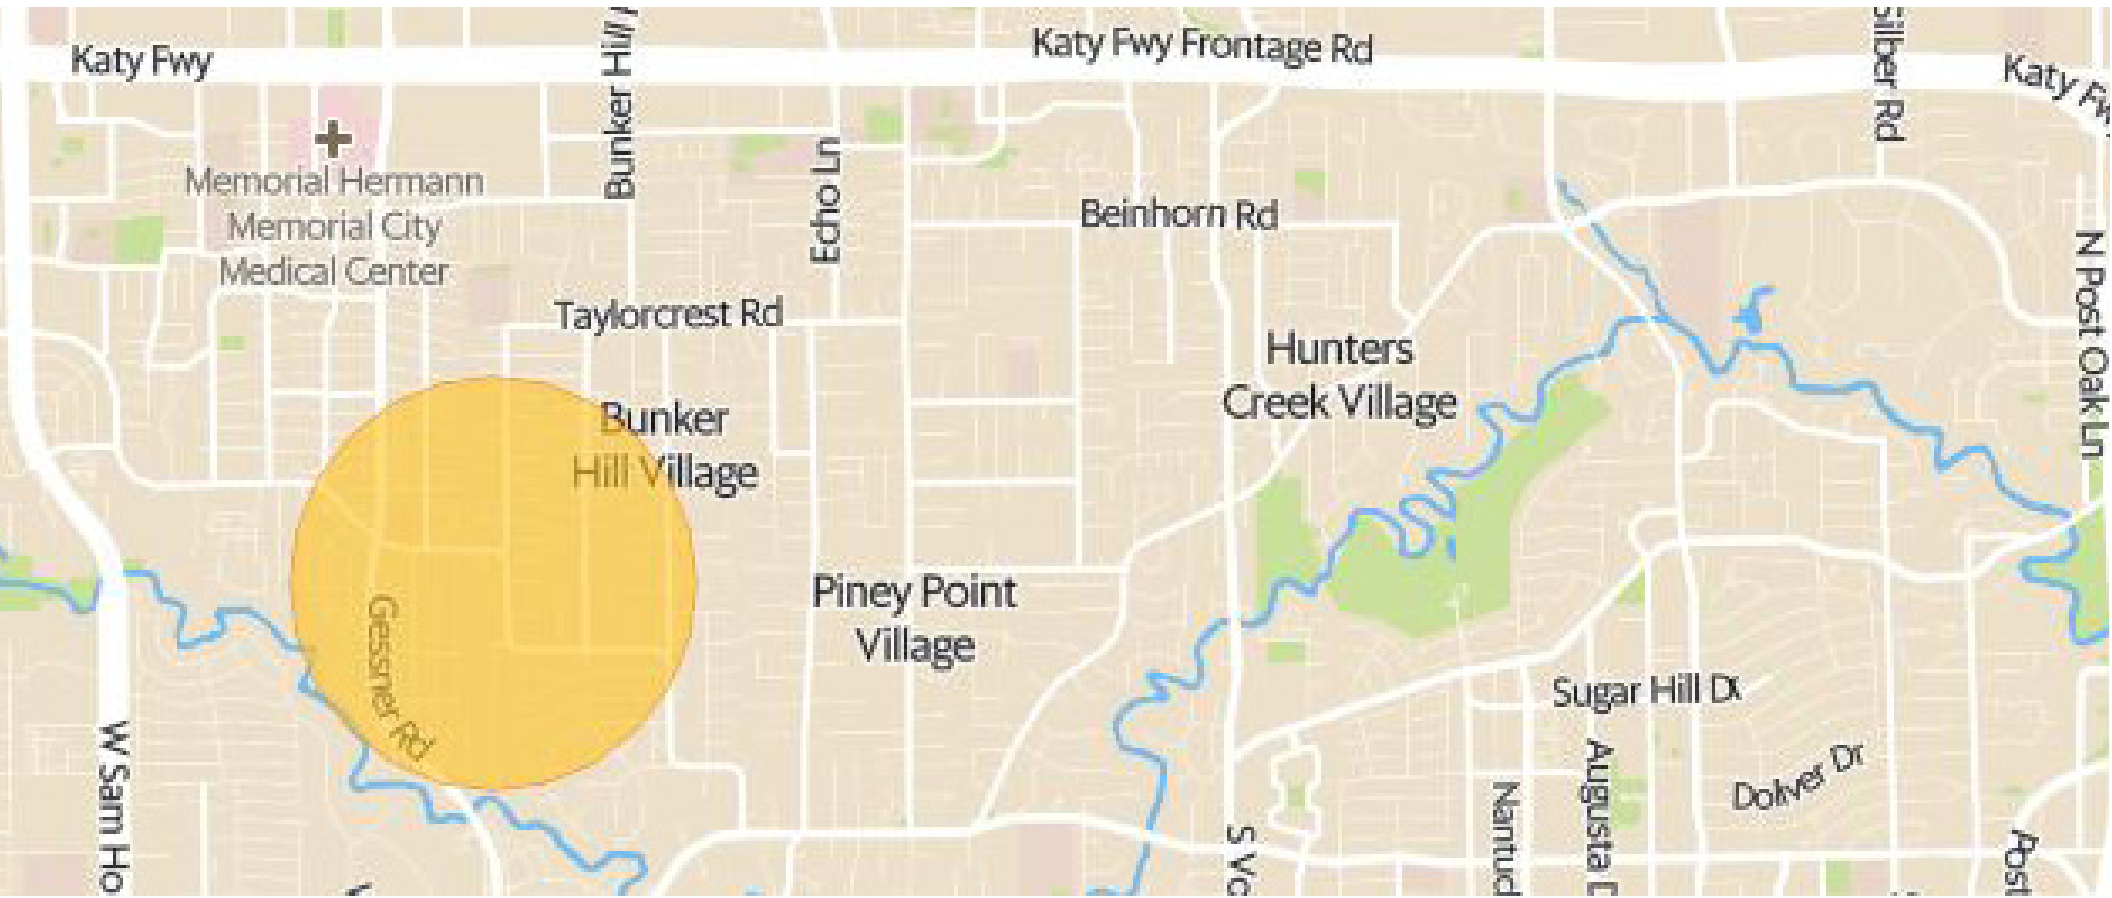 Katy Fwy
Bunker Hill
Katy Fwy Frontage Rd
Silber Rd
Katy Fw
Memorial Hermann
Memorial City
Medical Center
Echo Ln
Beinhorn Rd
N Post Oak Ln
Taylorcrest Rd
Hunters
Creek Village
Bunker
Hill Village
Piney Point
Village
Gessner Rd
Sugar Hill Dr
W Sam Ho
Augusta D
Doliver Dr
Nantuc
S Vo
Post